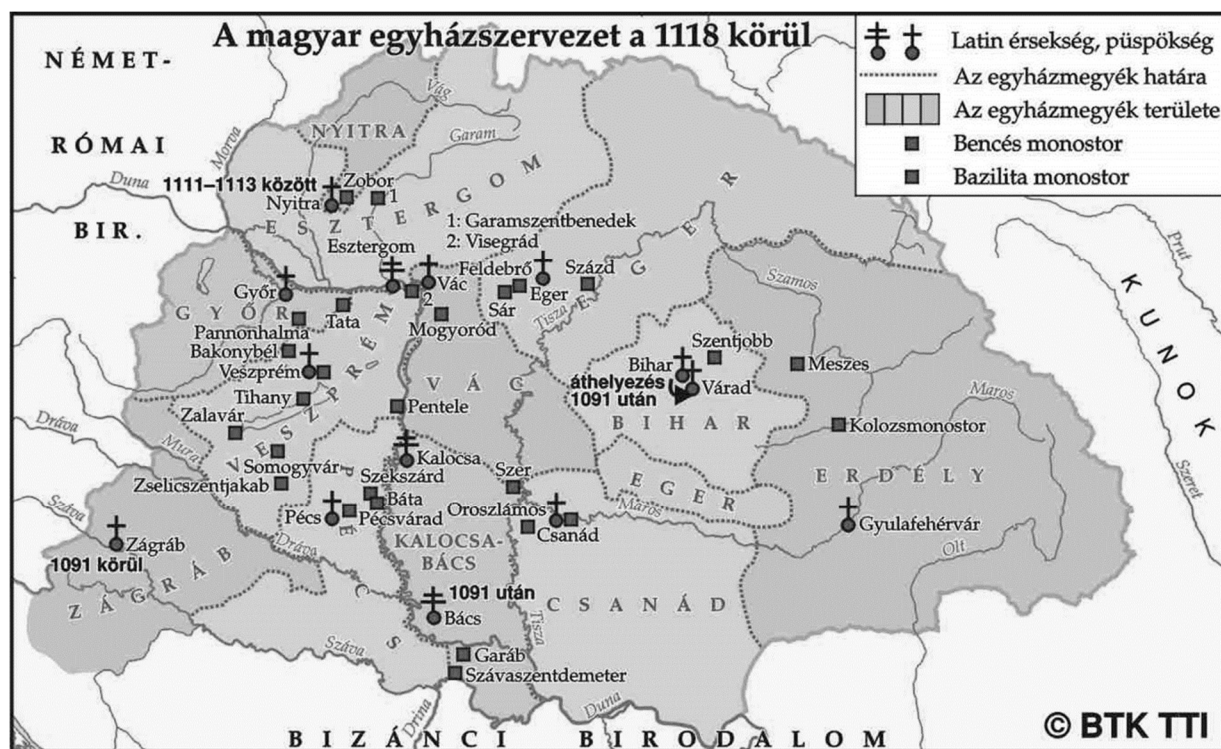 A magyar egyházszervezet a 1118 körül
Latin érsekség, püspökség
Az egyházmegyék határa
Az egyházmegyék területe
Bencés monostor
Bazilita monostor
NÉMET-
RÓMAI
BIR.
Duna
Morva
Vág
Garam
NYITRA
1111–1113 között
Nyitra
Zobor
1
ESZTERGOM
1: Garamszentbenedek
2: Visegrád
Esztergom
Vác
2
Feldebrő
Sár
Eger
Százd
Tisza
EGER
Szamos
Prut
KUNOK
Győr
GYŐR
Tata
Mogyoród
Pannonhalma
Bakonybél
Veszprém
Tihany
VESZPRÉM
Zalavár
Pentele
VÁC
Bihar
Szentjobb
Várad
áthelyezés
1091 után
BIHAR
Meszes
Maros
Kolozsmonostor
Dráva
Mura
Somogyvár
Zselicszentjakab
Kalocsa
Szekszárd
Báta
Pécsvárad
Pécs
PÉCS
Szer
EGER
ERDÉLY
Szeret
Száva
Zágráb
1091 körül
ZÁGRÁB
Dráva
KALOCSA-
BÁCS
Oroszlámos
Csanád
Maros
Gyulafehérvár
Olt
CSANÁD
1091 után
Bács
Tisza
Száva
Garáb
Szávaszentdemeter
Drina
Duna
BIZÁNCI BIRODALOM
© BTK TTI